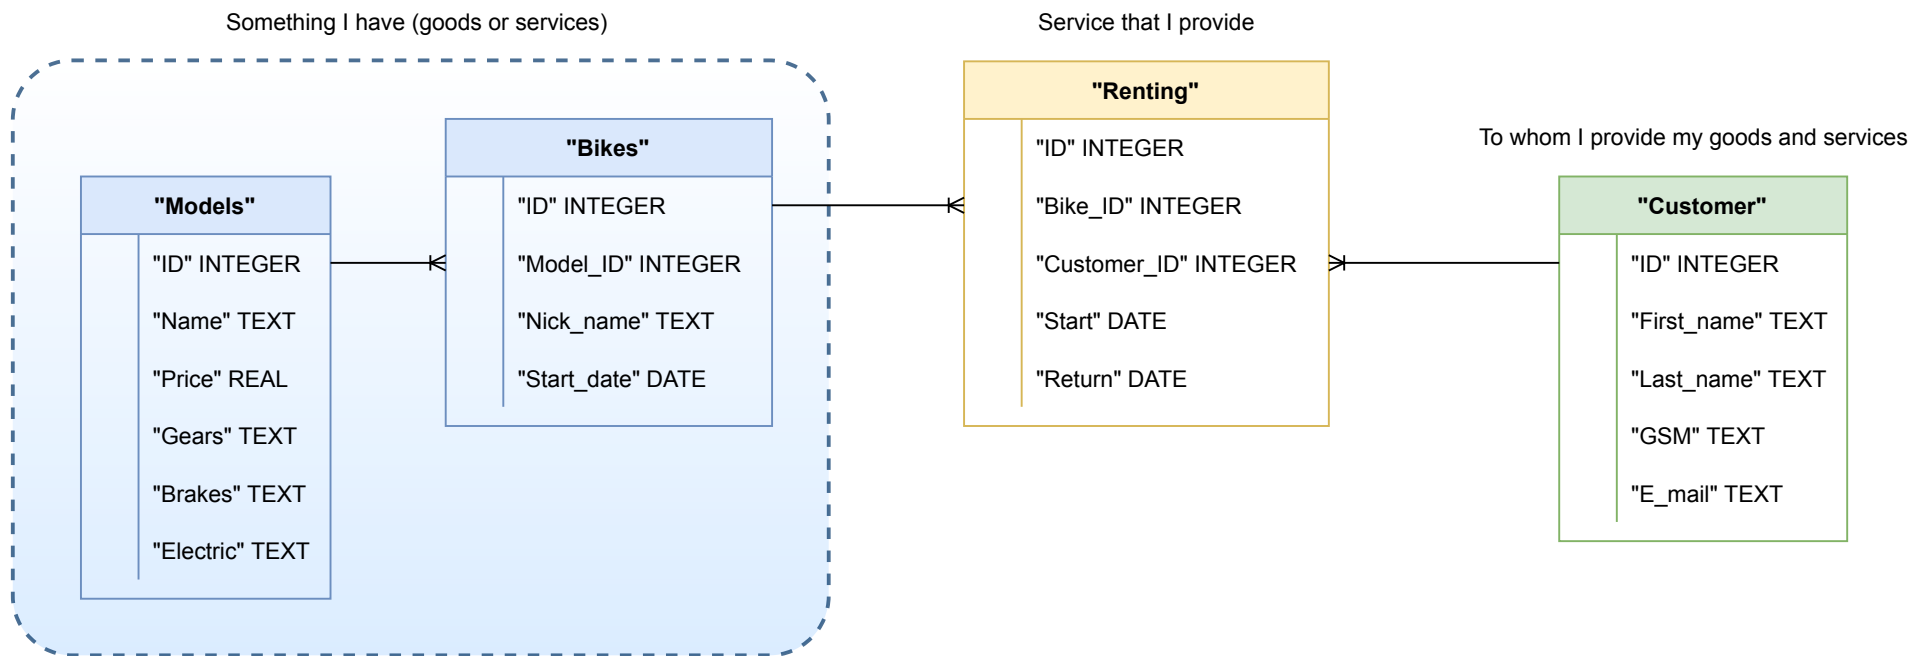 Something I have (goods or services)
Service that I provide
To whom I provide my goods and services
"Models"
"ID" INTEGER
"Name" TEXT
"Price" REAL
"Gears" TEXT
"Brakes" TEXT
"Electric" TEXT
"Bikes"
"ID" INTEGER
"Model_ID" INTEGER
"Nick_name" TEXT
"Start_date" DATE
"Renting"
"ID" INTEGER
"Bike_ID" INTEGER
"Customer_ID" INTEGER
"Start" DATE
"Return" DATE
"Customer"
"ID" INTEGER
"First_name" TEXT
"Last_name" TEXT
"GSM" TEXT
"E_mail" TEXT